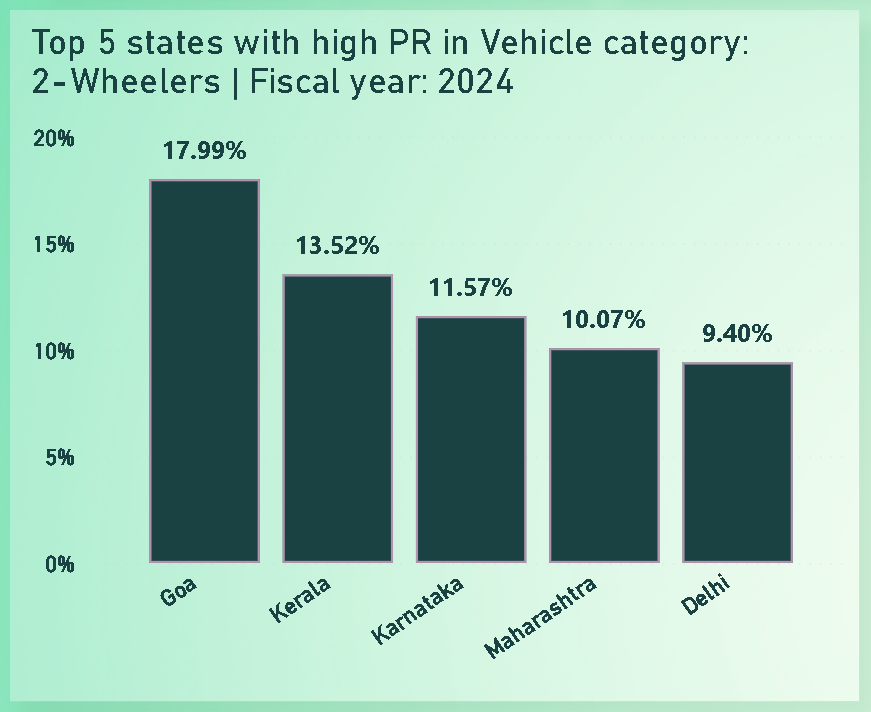 Top 5 states with high PR in Vehicle category:
2-Wheelers | Fiscal year: 2024
20%
17.99%
15%
13.52%
11.57%
10.07%
10%
9.40%
5%
0%
Goa
Kerala
Karnataka
Maharashtra
Delhi